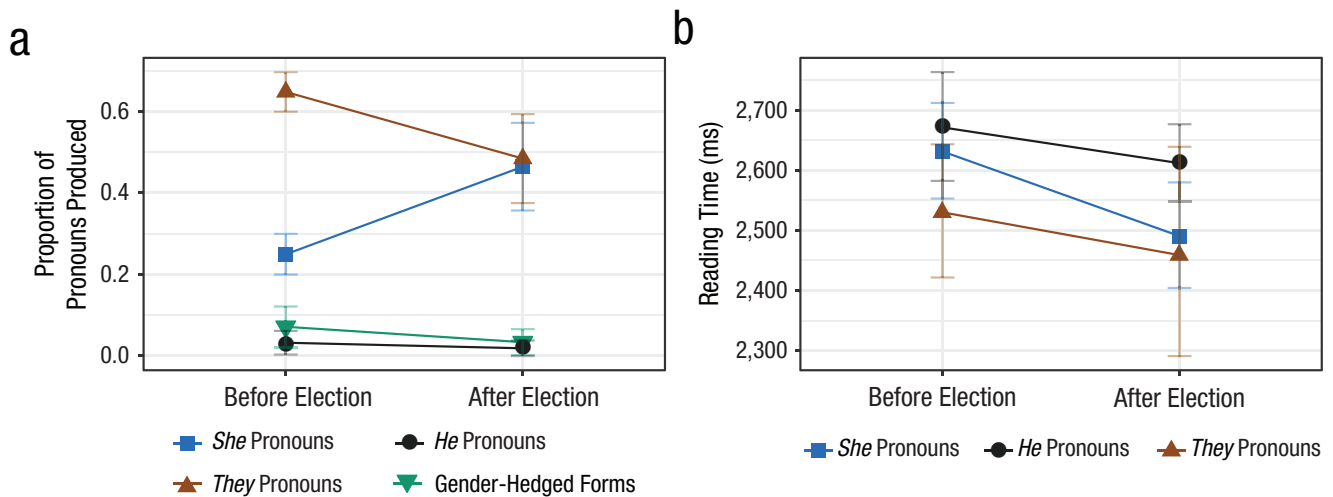 a
Proportion of
Pronouns Produced
0.6
0.4
0.2
0.0
Before Election
After Election
She Pronouns
He Pronouns
They Pronouns
Gender-Hedged Forms
b
Reading Time (ms)
2,700
2,600
2,500
2,400
2,300
Before Election
After Election
She Pronouns
He Pronouns
They Pronouns